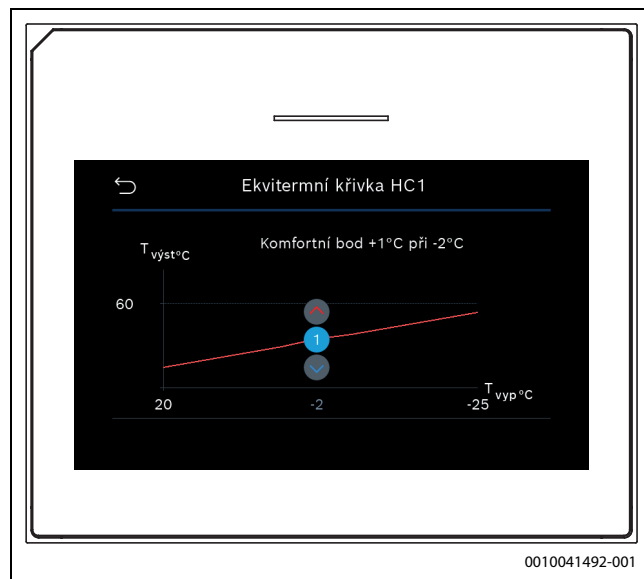 Ekvitermní křivka HC1
Komfortní bod +1°C při -2°C
T výst°C
60
1
T vyp°C
20 -2 -25
0010041492-001